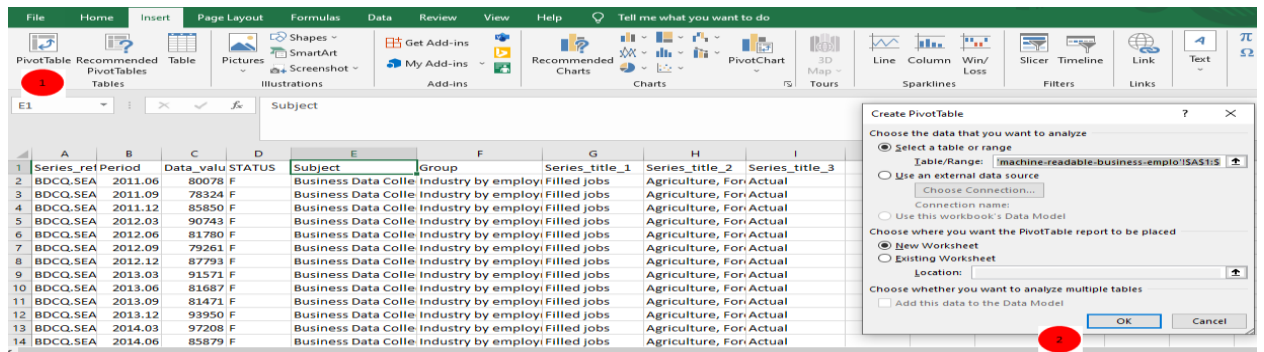 File Home Insert Page Layout Formulas Data Review View Help Tell me what you want to do
PivotTable Recommended PivotTables Table
Tables
Pictures Shapes SmartArt Screenshot
Illustrations
Get Add-ins My Add-ins
Add-ins
Recommended Charts PivotChart
Charts
3D Map
Tours
Line Column Win/Loss
Sparklines
Slicer Timeline
Filters
Link
Links
Text
π
Ω
1
E1 fx Subject
A B C D E F G H I
1 Series_ref Period Data_valu STATUS Subject Group Series_title_1 Series_title_2 Series_title_3
2 BDCQ.SEA 2011.06 80078 F Business Data Colle Industry by employ Filled jobs Agriculture, For Actual
3 BDCQ.SEA 2011.09 78324 F Business Data Colle Industry by employ Filled jobs Agriculture, For Actual
4 BDCQ.SEA 2011.12 85850 F Business Data Colle Industry by employ Filled jobs Agriculture, For Actual
5 BDCQ.SEA 2012.03 90743 F Business Data Colle Industry by employ Filled jobs Agriculture, For Actual
6 BDCQ.SEA 2012.06 81780 F Business Data Colle Industry by employ Filled jobs Agriculture, For Actual
7 BDCQ.SEA 2012.09 79261 F Business Data Colle Industry by employ Filled jobs Agriculture, For Actual
8 BDCQ.SEA 2012.12 87793 F Business Data Colle Industry by employ Filled jobs Agriculture, For Actual
9 BDCQ.SEA 2013.03 91571 F Business Data Colle Industry by employ Filled jobs Agriculture, For Actual
10 BDCQ.SEA 2013.06 81687 F Business Data Colle Industry by employ Filled jobs Agriculture, For Actual
11 BDCQ.SEA 2013.09 81471 F Business Data Colle Industry by employ Filled jobs Agriculture, For Actual
12 BDCQ.SEA 2013.12 93950 F Business Data Colle Industry by employ Filled jobs Agriculture, For Actual
13 BDCQ.SEA 2014.03 97208 F Business Data Colle Industry by employ Filled jobs Agriculture, For Actual
14 BDCQ.SEA 2014.06 85879 F Business Data Colle Industry by employ Filled jobs Agriculture, For Actual
Create PivotTable ? ×
Choose the data that you want to analyze
Select a table or range
Table/Range: 'machine-readable-business-emplo'!$A$1:$
Use an external data source
Choose Connection...
Connection name:
Use this workbook's Data Model
Choose where you want the PivotTable report to be placed
New Worksheet
Existing Worksheet
Location:
Choose whether you want to analyze multiple tables
Add this data to the Data Model
OK Cancel
2